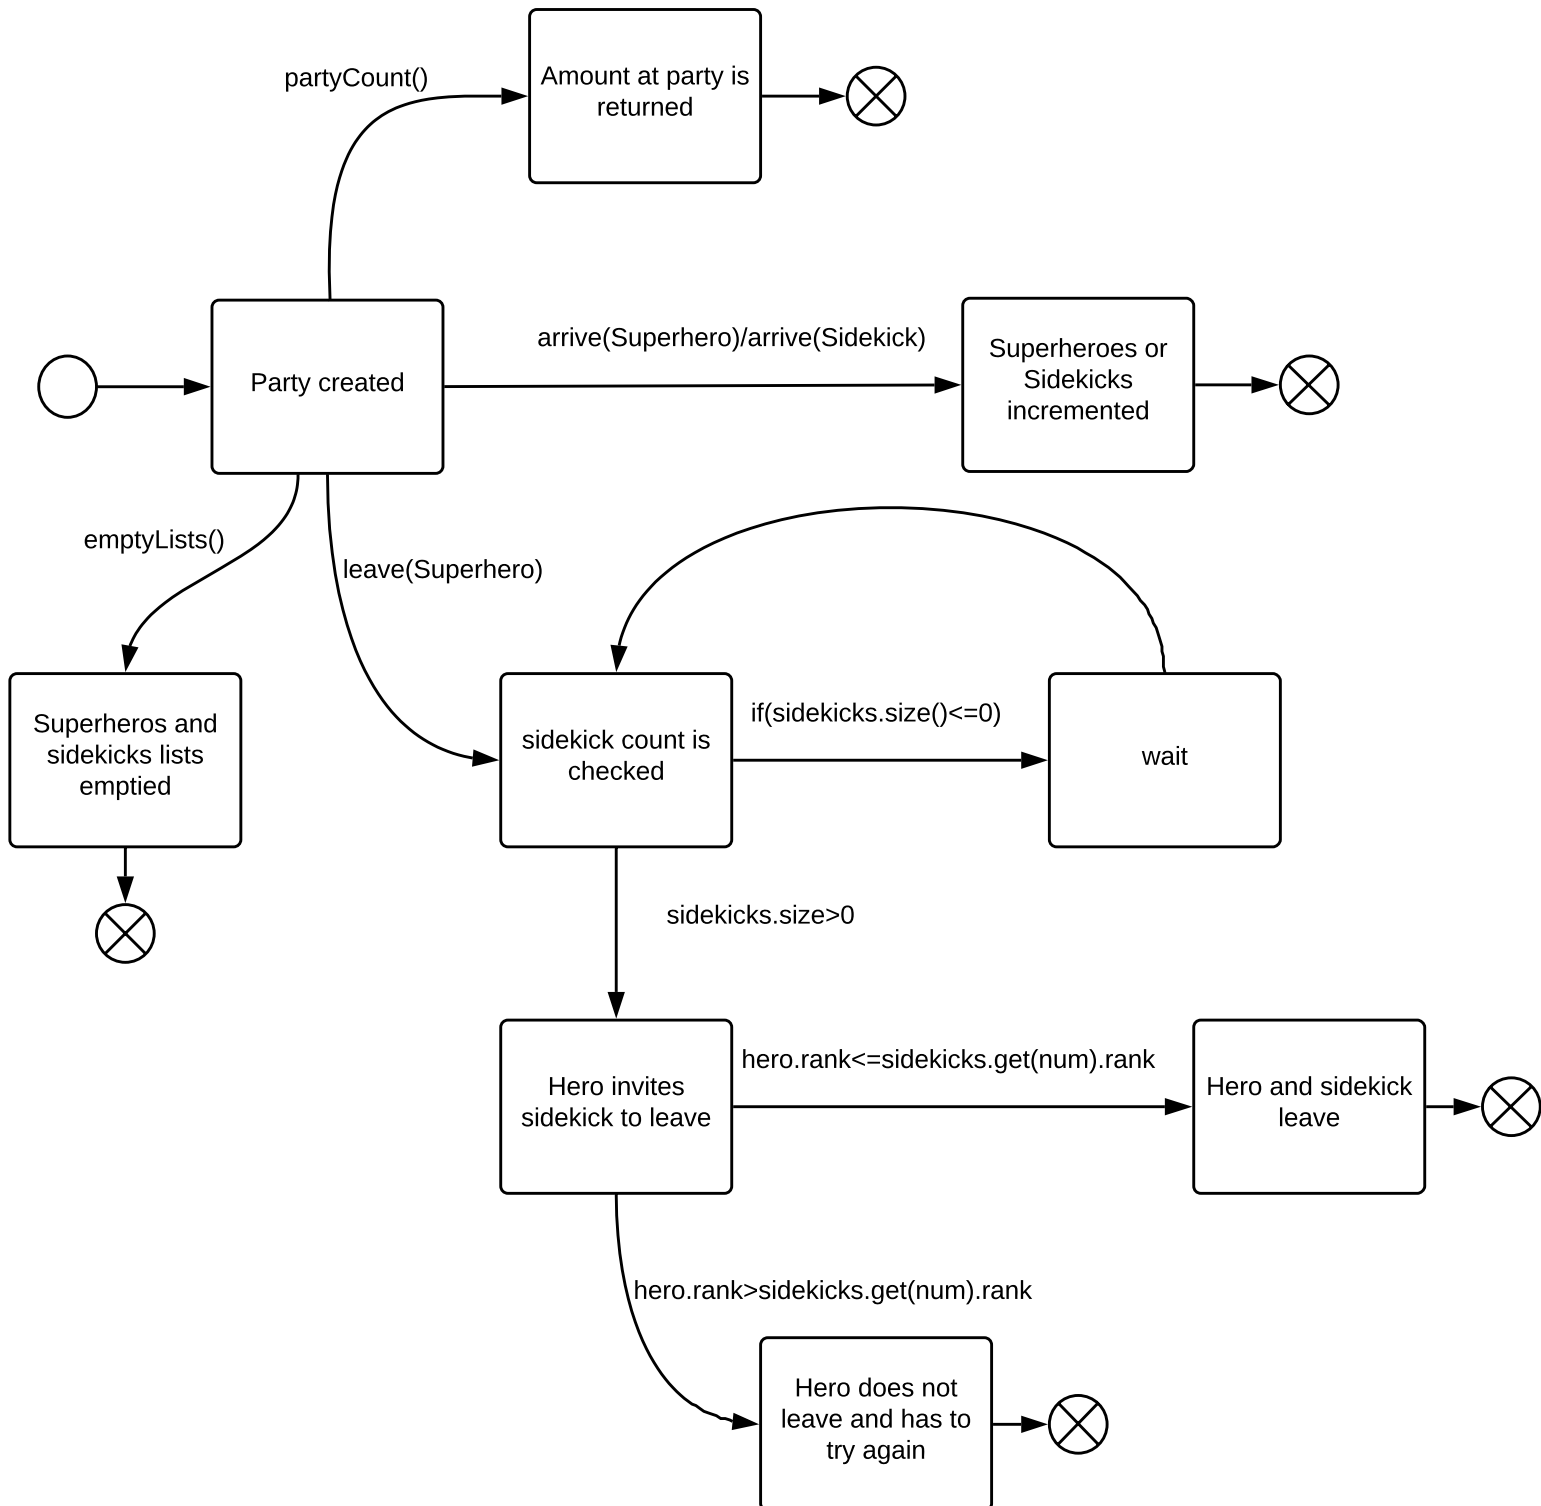 partyCount()
Amount at party is
returned
arrive(Superhero)/arrive(Sidekick)
Party created
Superheroes or
Sidekicks
incremented
emptyLists()
leave(Superhero)
Superheros and
sidekicks lists
emptied
sidekick count is
checked
if(sidekicks.size()<=0)
wait
sidekicks.size>0
Hero invites
sidekick to leave
hero.rank<=sidekicks.get(num).rank
Hero and sidekick
leave
hero.rank>sidekicks.get(num).rank
Hero does not
leave and has to
try again